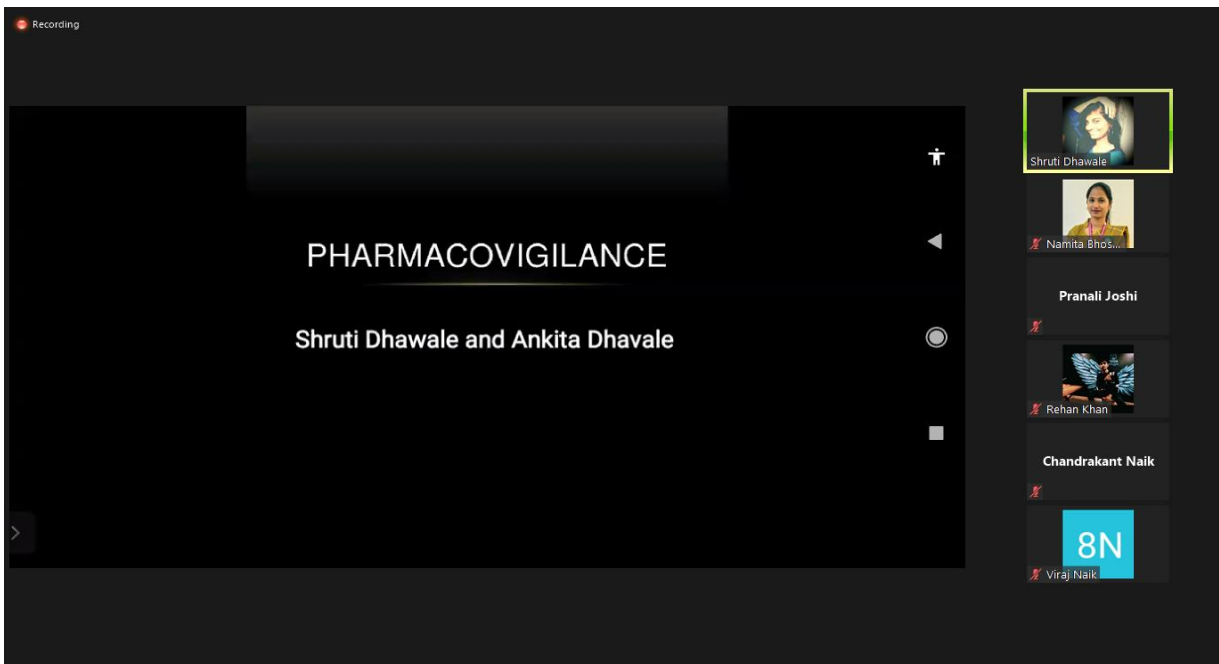 Recording
PHARMACOVIGILANCE
Shruti Dhawale and Ankita Dhavale
Shruti Dhawale
Namita Bhos...
Pranali Joshi
Rehan Khan
Chandrakant Naik
8N
Viraj Naik